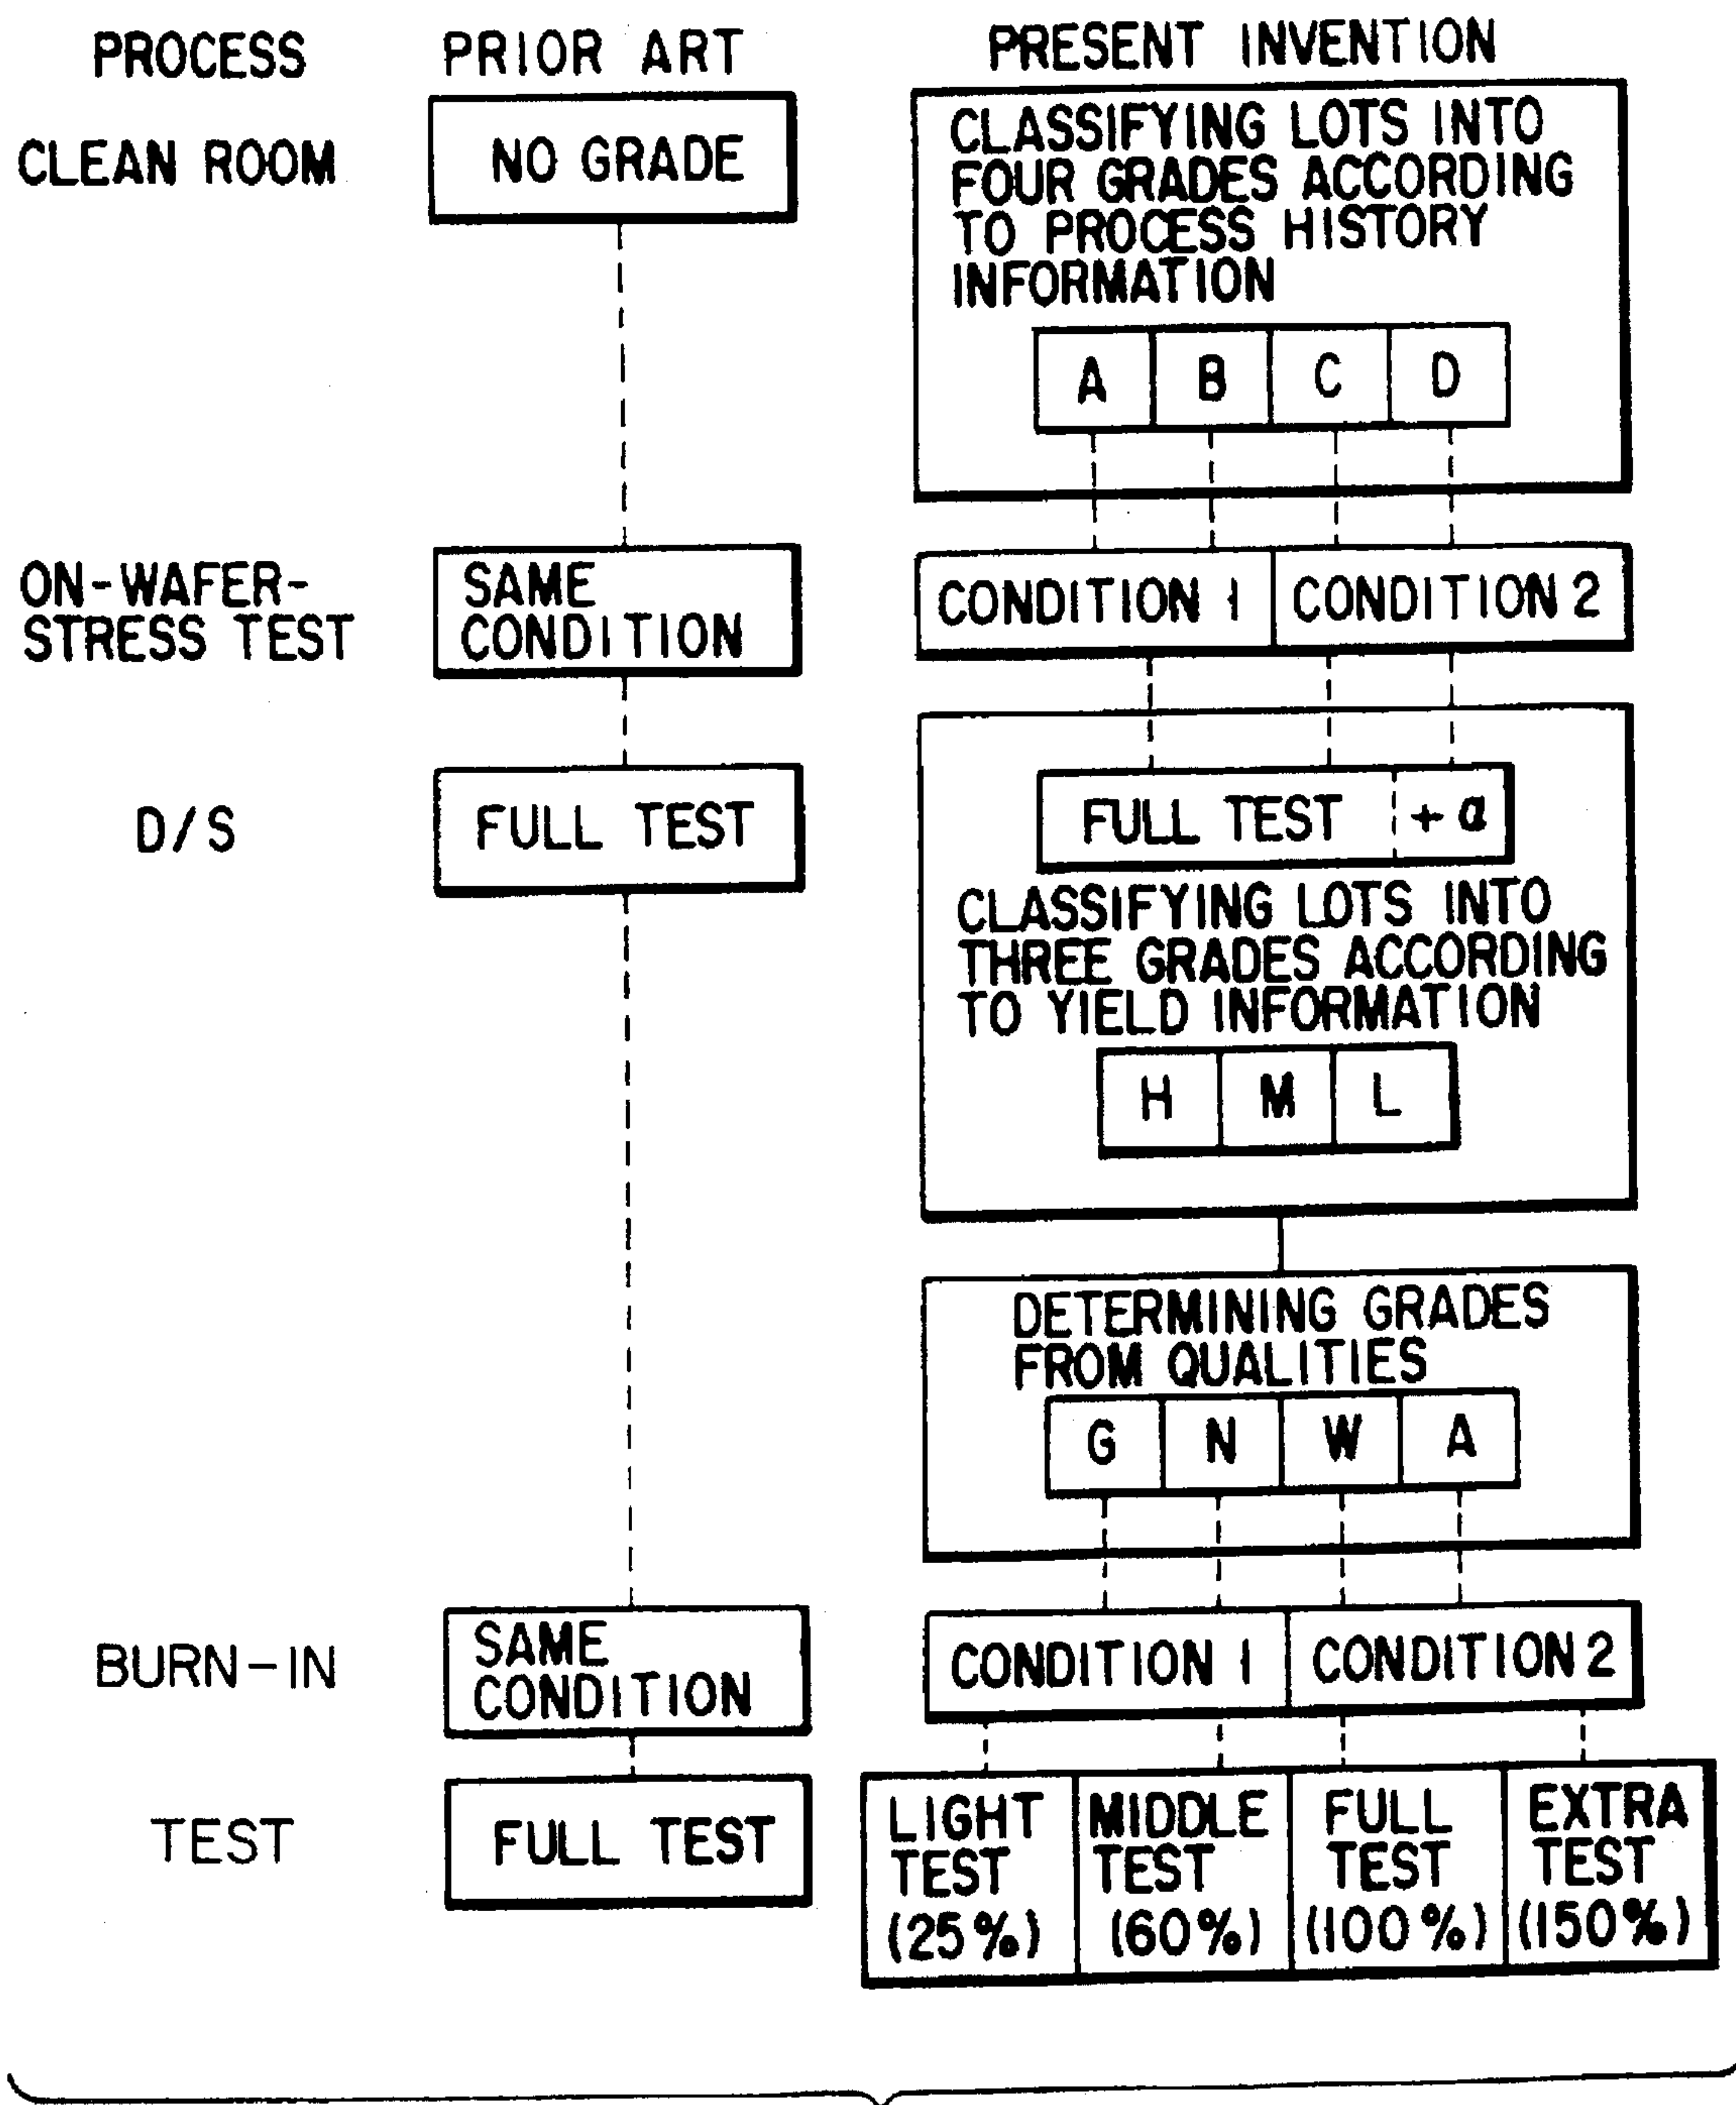 PROCESS PRIOR ART PRESENT INVENTION
CLEAN ROOM
NO GRADE
CLASSIFYING LOTS INTO
FOUR GRADES ACCORDING
TO PROCESS HISTORY
INFORMATION
A B C D
ON-WAFER-
STRESS TEST
SAME
CONDITION
CONDITION 1 CONDITION 2
D/S
FULL TEST
FULL TEST + α
CLASSIFYING LOTS INTO
THREE GRADES ACCORDING
TO YIELD INFORMATION
H M L
DETERMINING GRADES
FROM QUALITIES
G N W A
BURN-IN
SAME
CONDITION
CONDITION 1 CONDITION 2
TEST
FULL TEST
LIGHT
TEST
(25%)
MIDDLE
TEST
(60%)
FULL
TEST
(100%)
EXTRA
TEST
(150%)